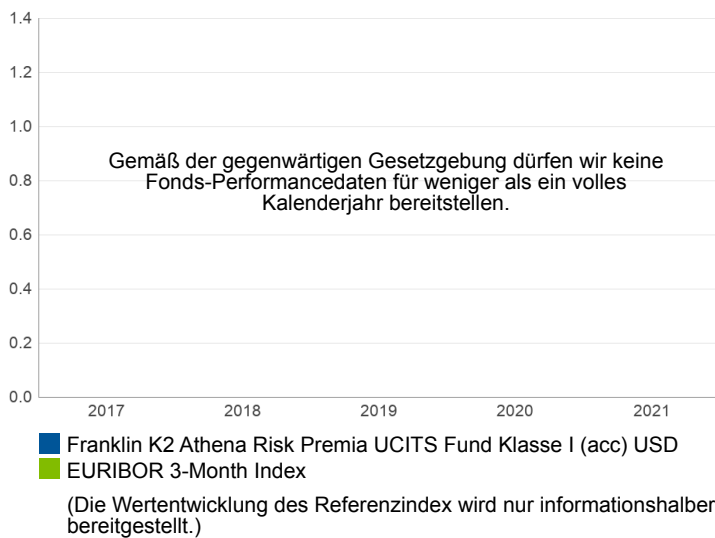 1.4
1.2
1.0
0.8
0.6
0.4
0.2
0.0
Gemäß der gegenwärtigen Gesetzgebung dürfen wir keine
Fonds-Performancedaten für weniger als ein volles
Kalenderjahr bereitstellen.
2017 2018 2019 2020 2021
Franklin K2 Athena Risk Premia UCITS Fund Klasse I (acc) USD
EURIBOR 3-Month Index
(Die Wertentwicklung des Referenzindex wird nur informationshalber
bereitgestellt.)